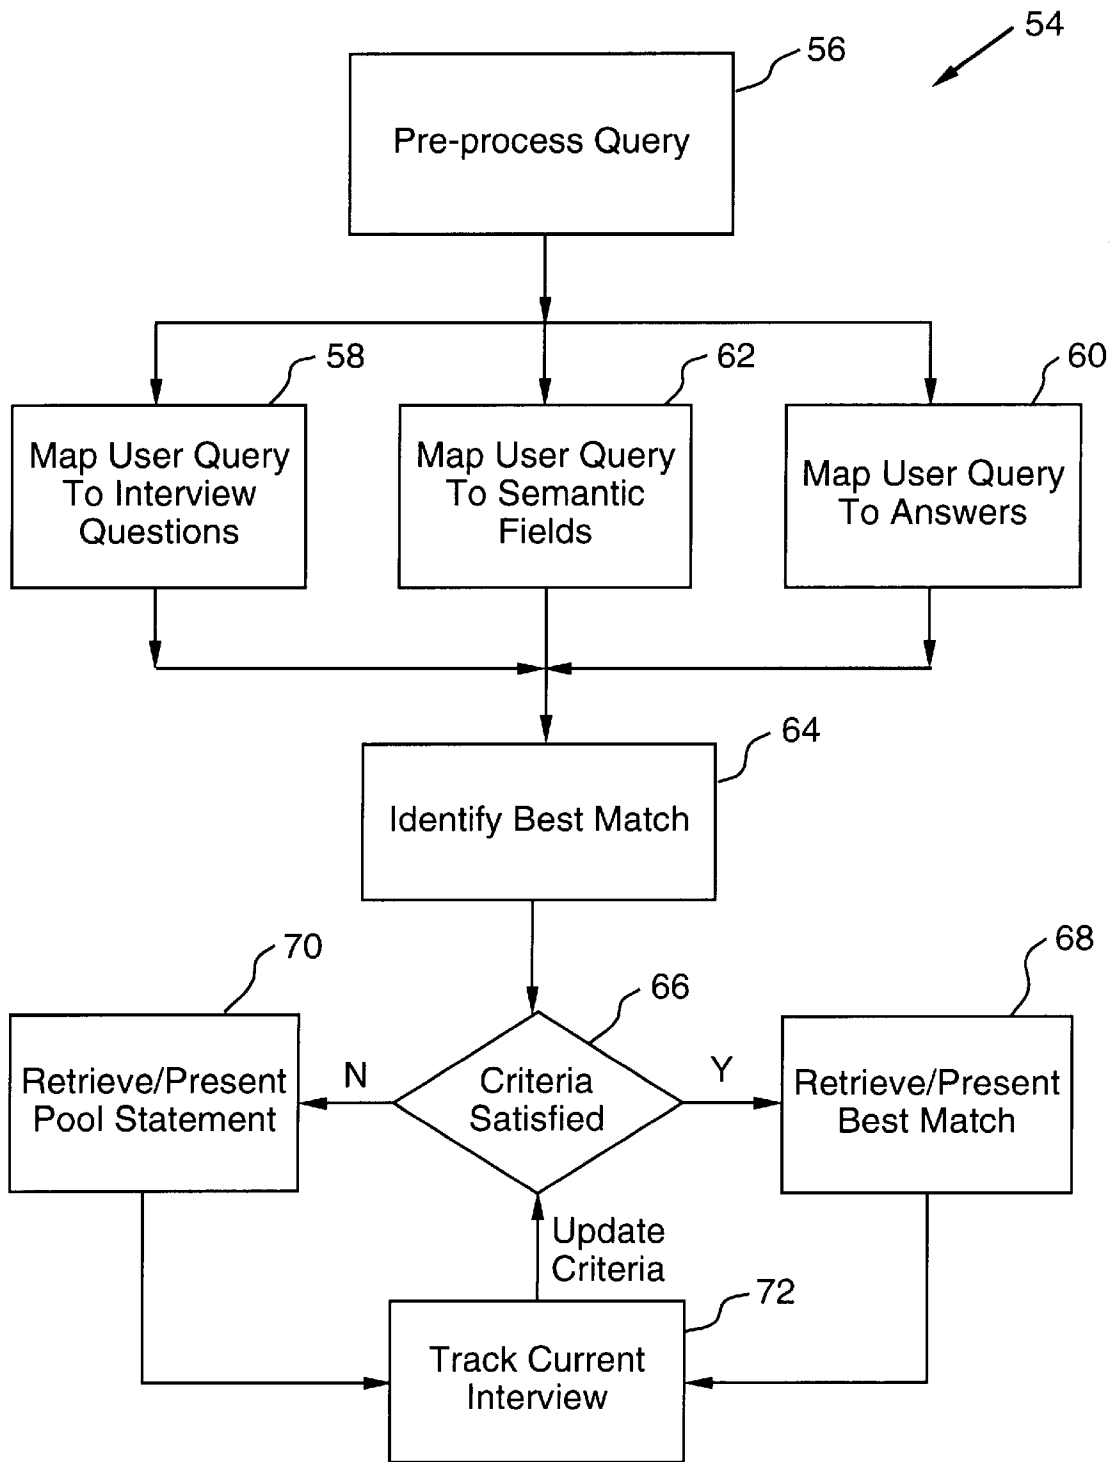 54
56
Pre-process Query
58
62
60
Map User Query
To Interview
Questions
Map User Query
To Semantic
Fields
Map User Query
To Answers
64
Identify Best Match
70
66
68
Retrieve/Present
Pool Statement
N
Criteria
Satisfied
Y
Retrieve/Present
Best Match
Update
Criteria
72
Track Current
Interview